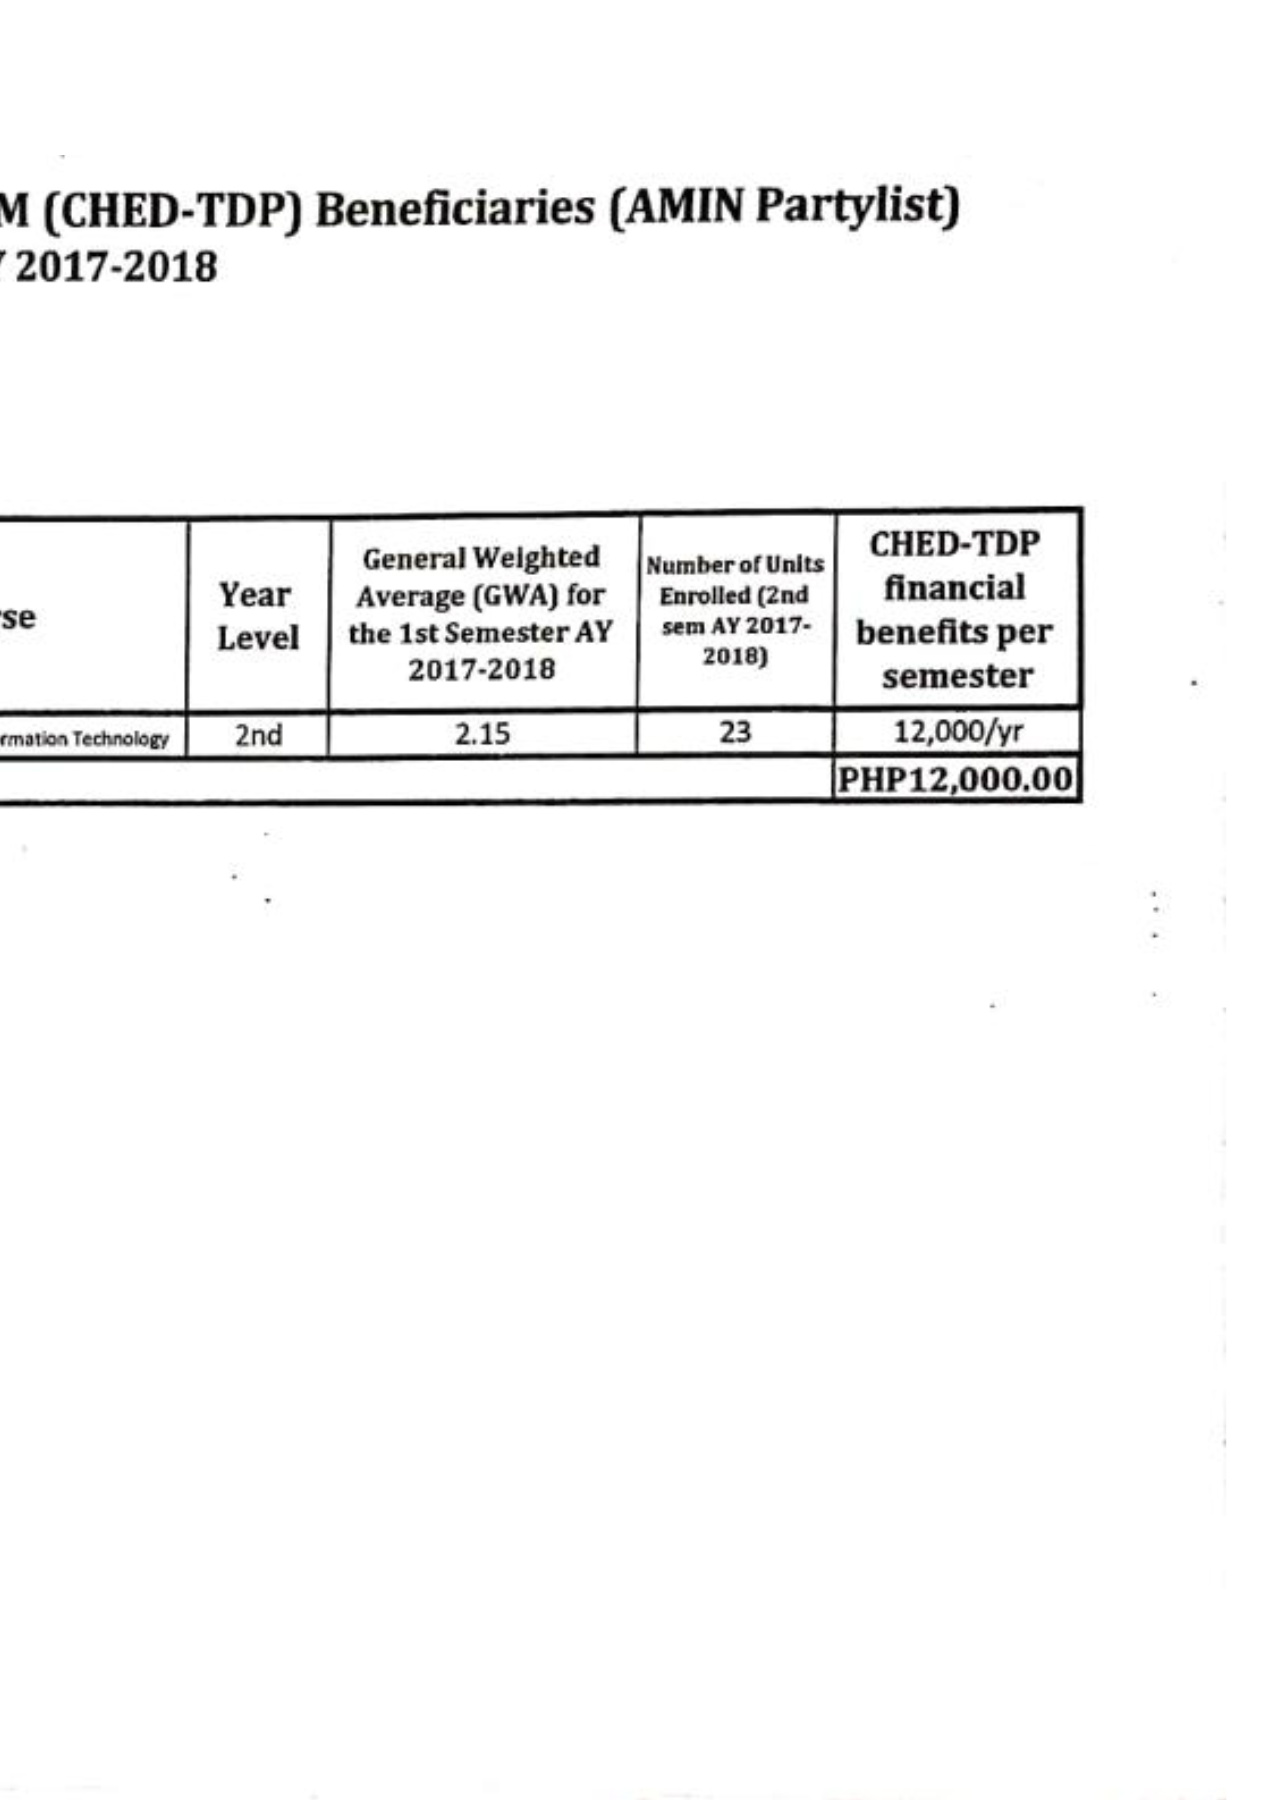 M (CHED-TDP) Beneficiaries (AMIN Partylist)
Y 2017-2018
rse
Year
Level
General Weighted
Average (GWA) for
the 1st Semester AY
2017-2018
Number of Units
Enrolled (2nd
sem AY 2017-
2018)
CHED-TDP
financial
benefits per
semester
rmation Technology
2nd
2.15
23
12,000/yr
PHP12,000.00